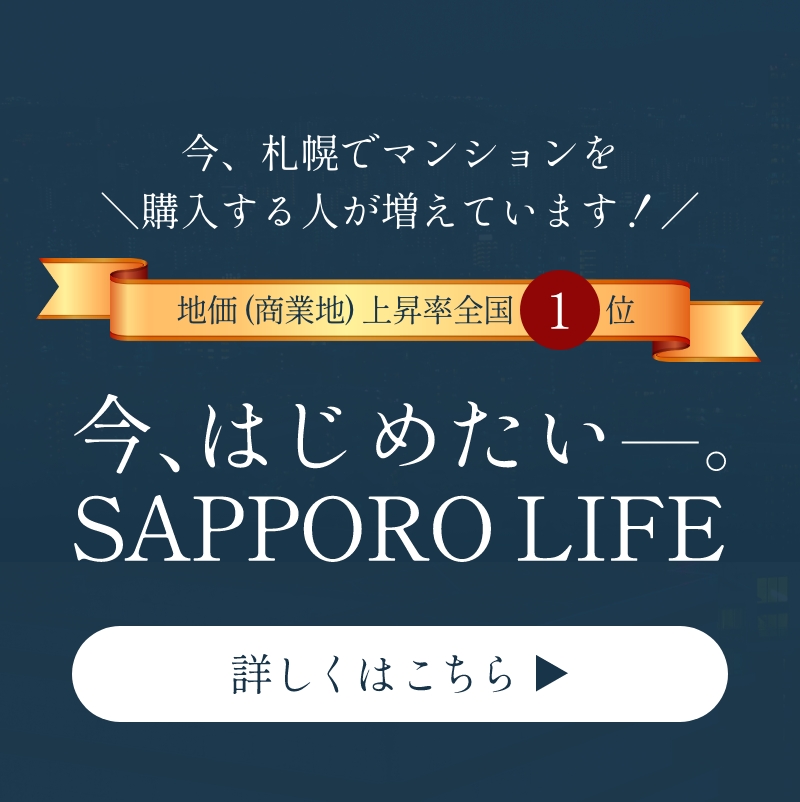 今、札幌でマンションを
＼購入する人が増えています！／
地価(商業地)上昇率全国1位
今、はじめたい―。
SAPPORO LIFE
詳しくはこちら ▶